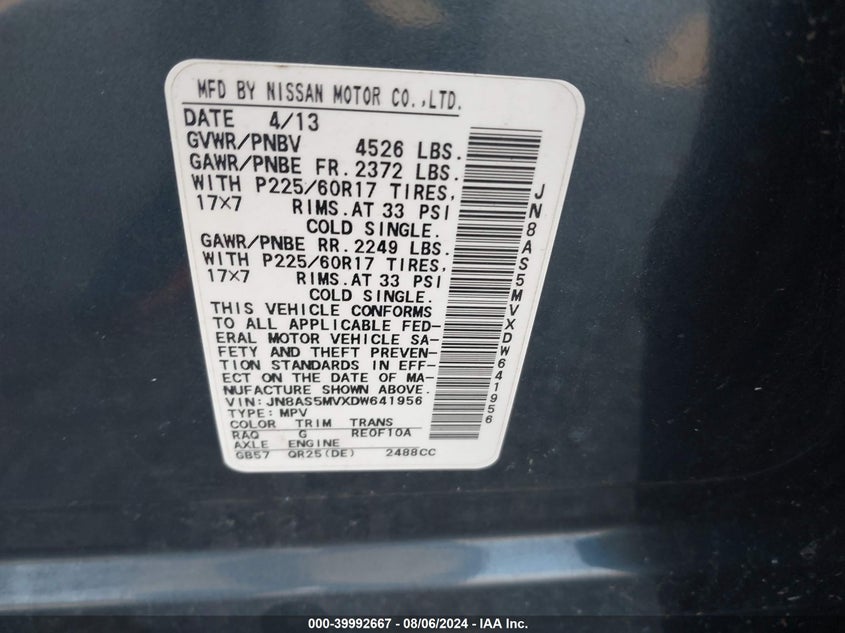 MFD BY NISSAN MOTOR CO.,LTD.
DATE 4/13
GVWR/PNBV 4526 LBS.
GAWR/PNBE FR. 2372 LBS.
WITH P225/60R17 TIRES,
17×7 RIMS.AT 33 PSI
COLD SINGLE.
GAWR/PNBE RR. 2249 LBS.
WITH P225/60R17 TIRES,
17×7 RIMS.AT 33 PSI
COLD SINGLE.
THIS VEHICLE CONFORMS
TO ALL APPLICABLE FED-
ERAL MOTOR VEHICLE SA-
FETY AND THEFT PREVEN-
TION STANDARDS IN EFF-
ECT ON THE DATE OF MA-
NUFACTURE SHOWN ABOVE.
VIN: JN8AS5MVXDW641956
TYPE: MPV
COLOR TRIM TRANS
RAQ G RE0F10A
AXLE ENGINE
GB57 QR25(DE) 2488CC
JN8AS5MVXDW641956
000-39992667 - 08/06/2024 - IAA Inc.